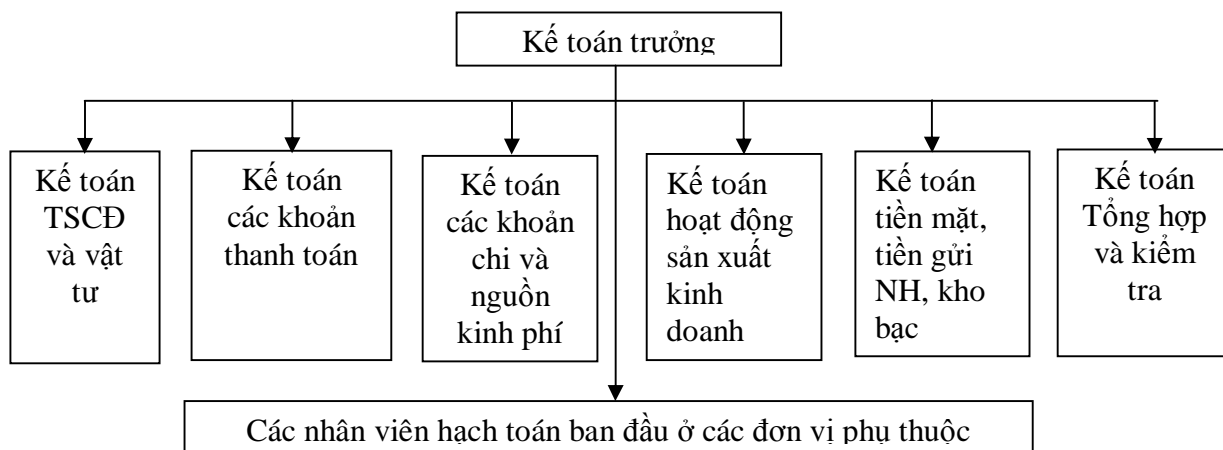 Kế toán trưởng
Kế toán
TSCĐ
và vật
tư
Kế toán
các khoản
thanh toán
Kế toán
các khoản
chi và
nguồn
kinh phí
Kế toán
hoạt động
sản xuất
kinh
doanh
Kế toán
tiền mặt,
tiền gửi
NH, kho
bạc
Kế toán
Tổng hợp
và kiểm
tra
Các nhân viên hạch toán ban đầu ở các đơn vị phụ thuộc